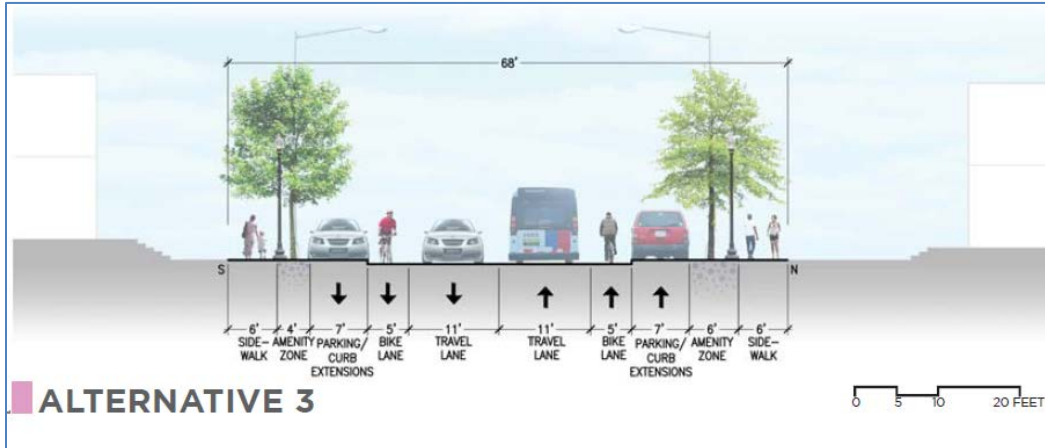 68'
S
N
6' 4' 7' 5' 11' 11' 5' 7' 6' 6'
SIDE-
WALK
AMENITY
ZONE
PARKING/
CURB
EXTENSIONS
BIKE
LANE
TRAVEL
LANE
TRAVEL
LANE
BIKE
LANE
PARKING/
CURB
EXTENSIONS
AMENITY
ZONE
SIDE-
WALK
ALTERNATIVE 3
0 5 10 20 FEET